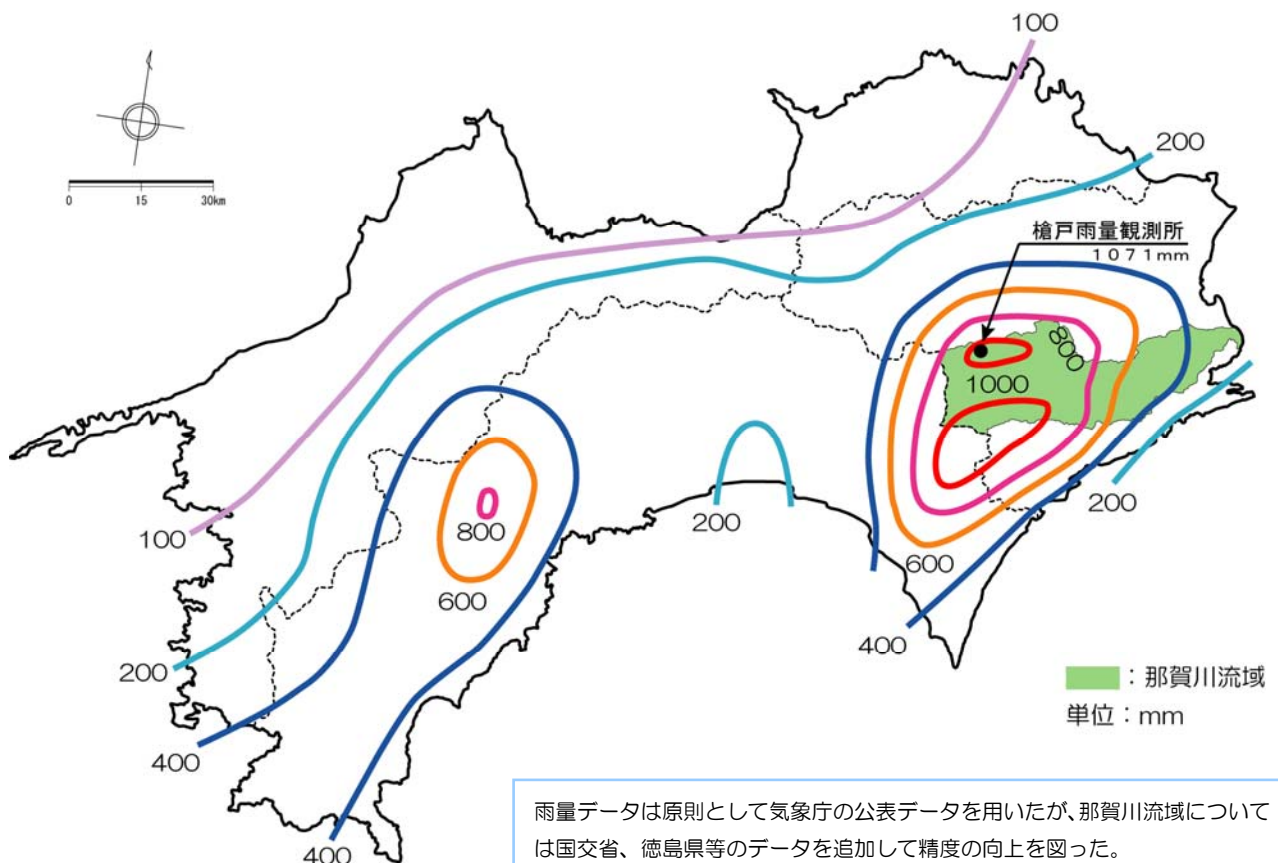 100
0 15 30km
200
槍戸雨量観測所
1071mm
800
1000
100
200
800
600
600
200
200
400
400
400
:那賀川流域
単位:mm
雨量データは原則として気象庁の公表データを用いたが、那賀川流域について
は国交省、徳島県等のデータを追加して精度の向上を図った。